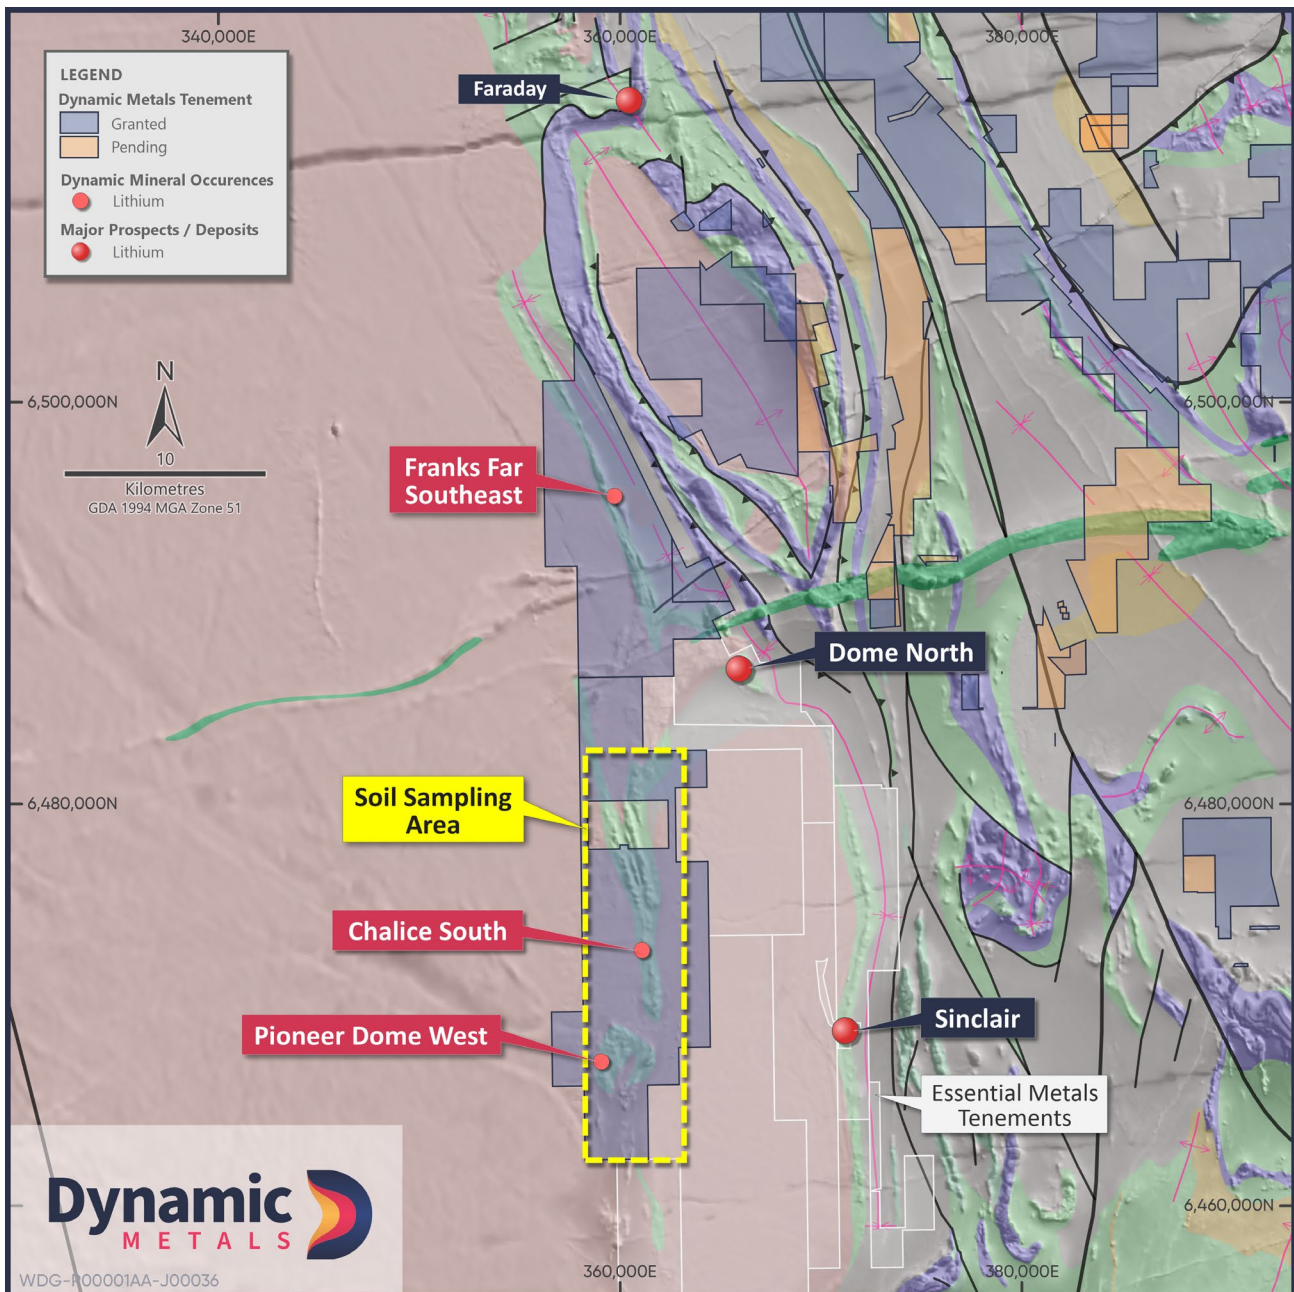 340,000E
360,000E
380,000E
LEGEND
Dynamic Metals Tenement
Granted
Pending
Dynamic Mineral Occurences
Lithium
Major Prospects / Deposits
Lithium
Faraday
N
10
Kilometres
GDA 1994 MGA Zone 51
6,500,000N
6,500,000N
Franks Far
Southeast
Dome North
Soil Sampling
Area
6,480,000N
6,480,000N
Chalice South
Pioneer Dome West
Sinclair
Essential Metals
Tenements
Dynamic
METALS
WDG-R00001AA-J00036
6,460,000N
360,000E
380,000E